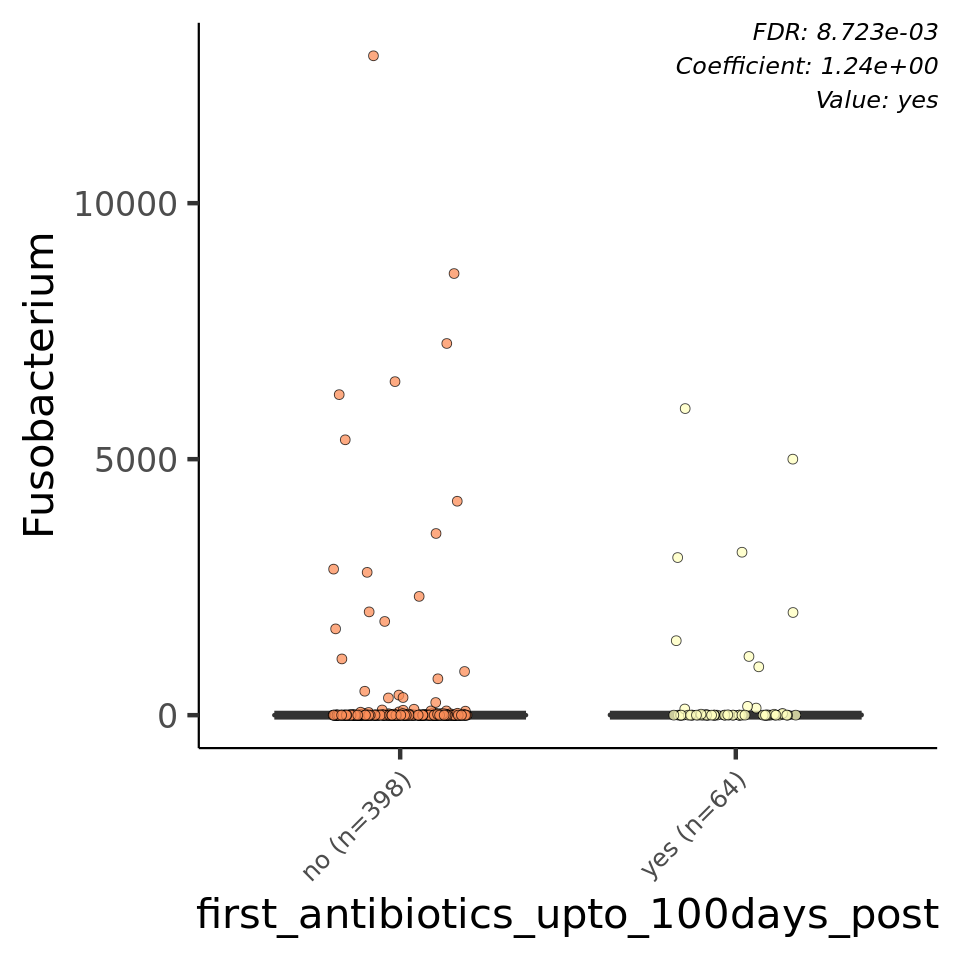 FDR: 8.723e-03
Coefficient: 1.24e+00
Value: yes
Fusobacterium
10000
5000
0
no (n=398)
yes (n=64)
first_antibiotics_upto_100days_post